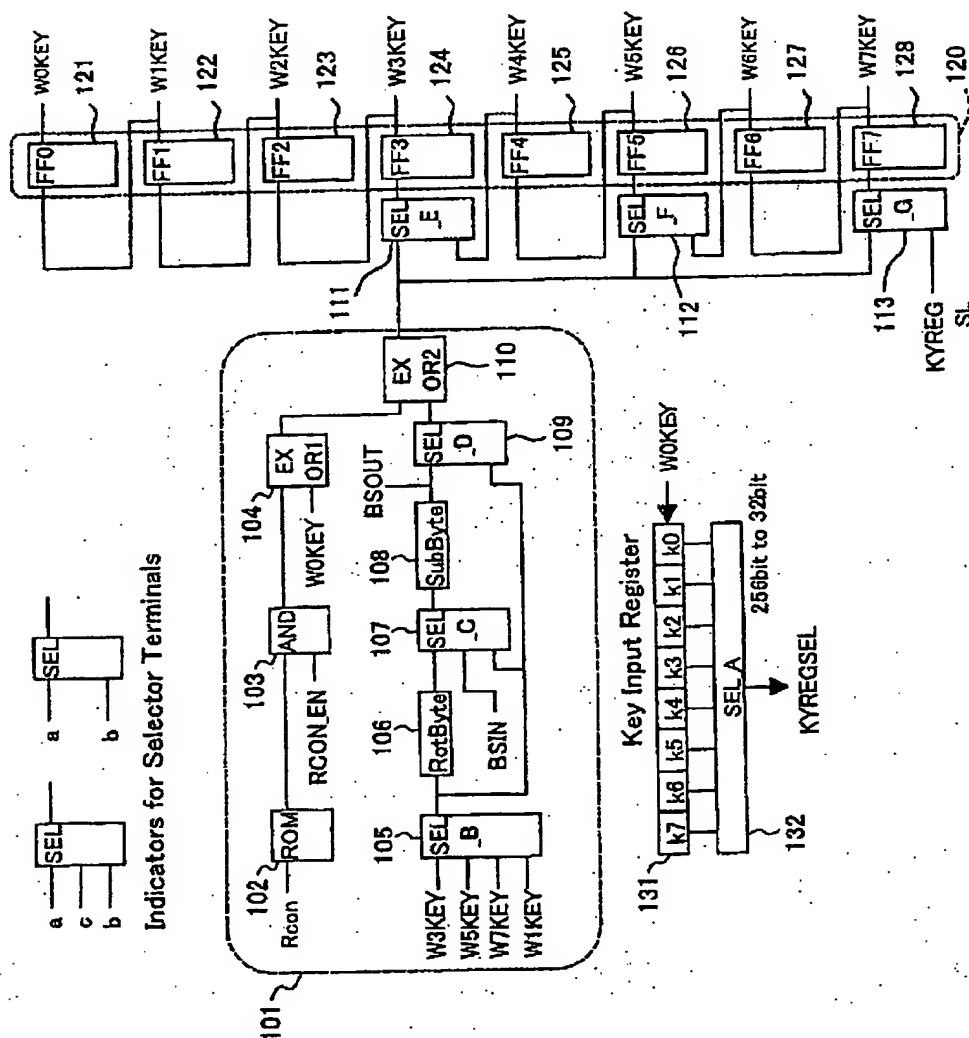 a
c
b
SEL
a
b
SEL
Indicators for Selector Terminals
101
Rcon
102
ROM
RCON_EN
103
AND
W0KEY
104
EX
OR1
W3KEY
W5KEY
W7KEY
W1KEY
105
SEL
_B
106
RotByte
BSIN
107
SEL
_C
108
SubByte
BSOUT
SEL
_D
109
EX
OR2
110
111
SEL
_E
112
SEL
_F
113
SEL
_G
KYREG
FF0
W0KEY
121
FF1
W1KEY
122
FF2
W2KEY
123
FF3
W3KEY
124
FF4
W4KEY
125
FF5
W5KEY
126
FF6
W6KEY
127
FF7
W7KEY
128
120
Key Input Register
131
k7 k6 k5 k4 k3 k2 k1 k0
W0KEY
SEL_A
132
256bit to 32bit
KYREGSEL